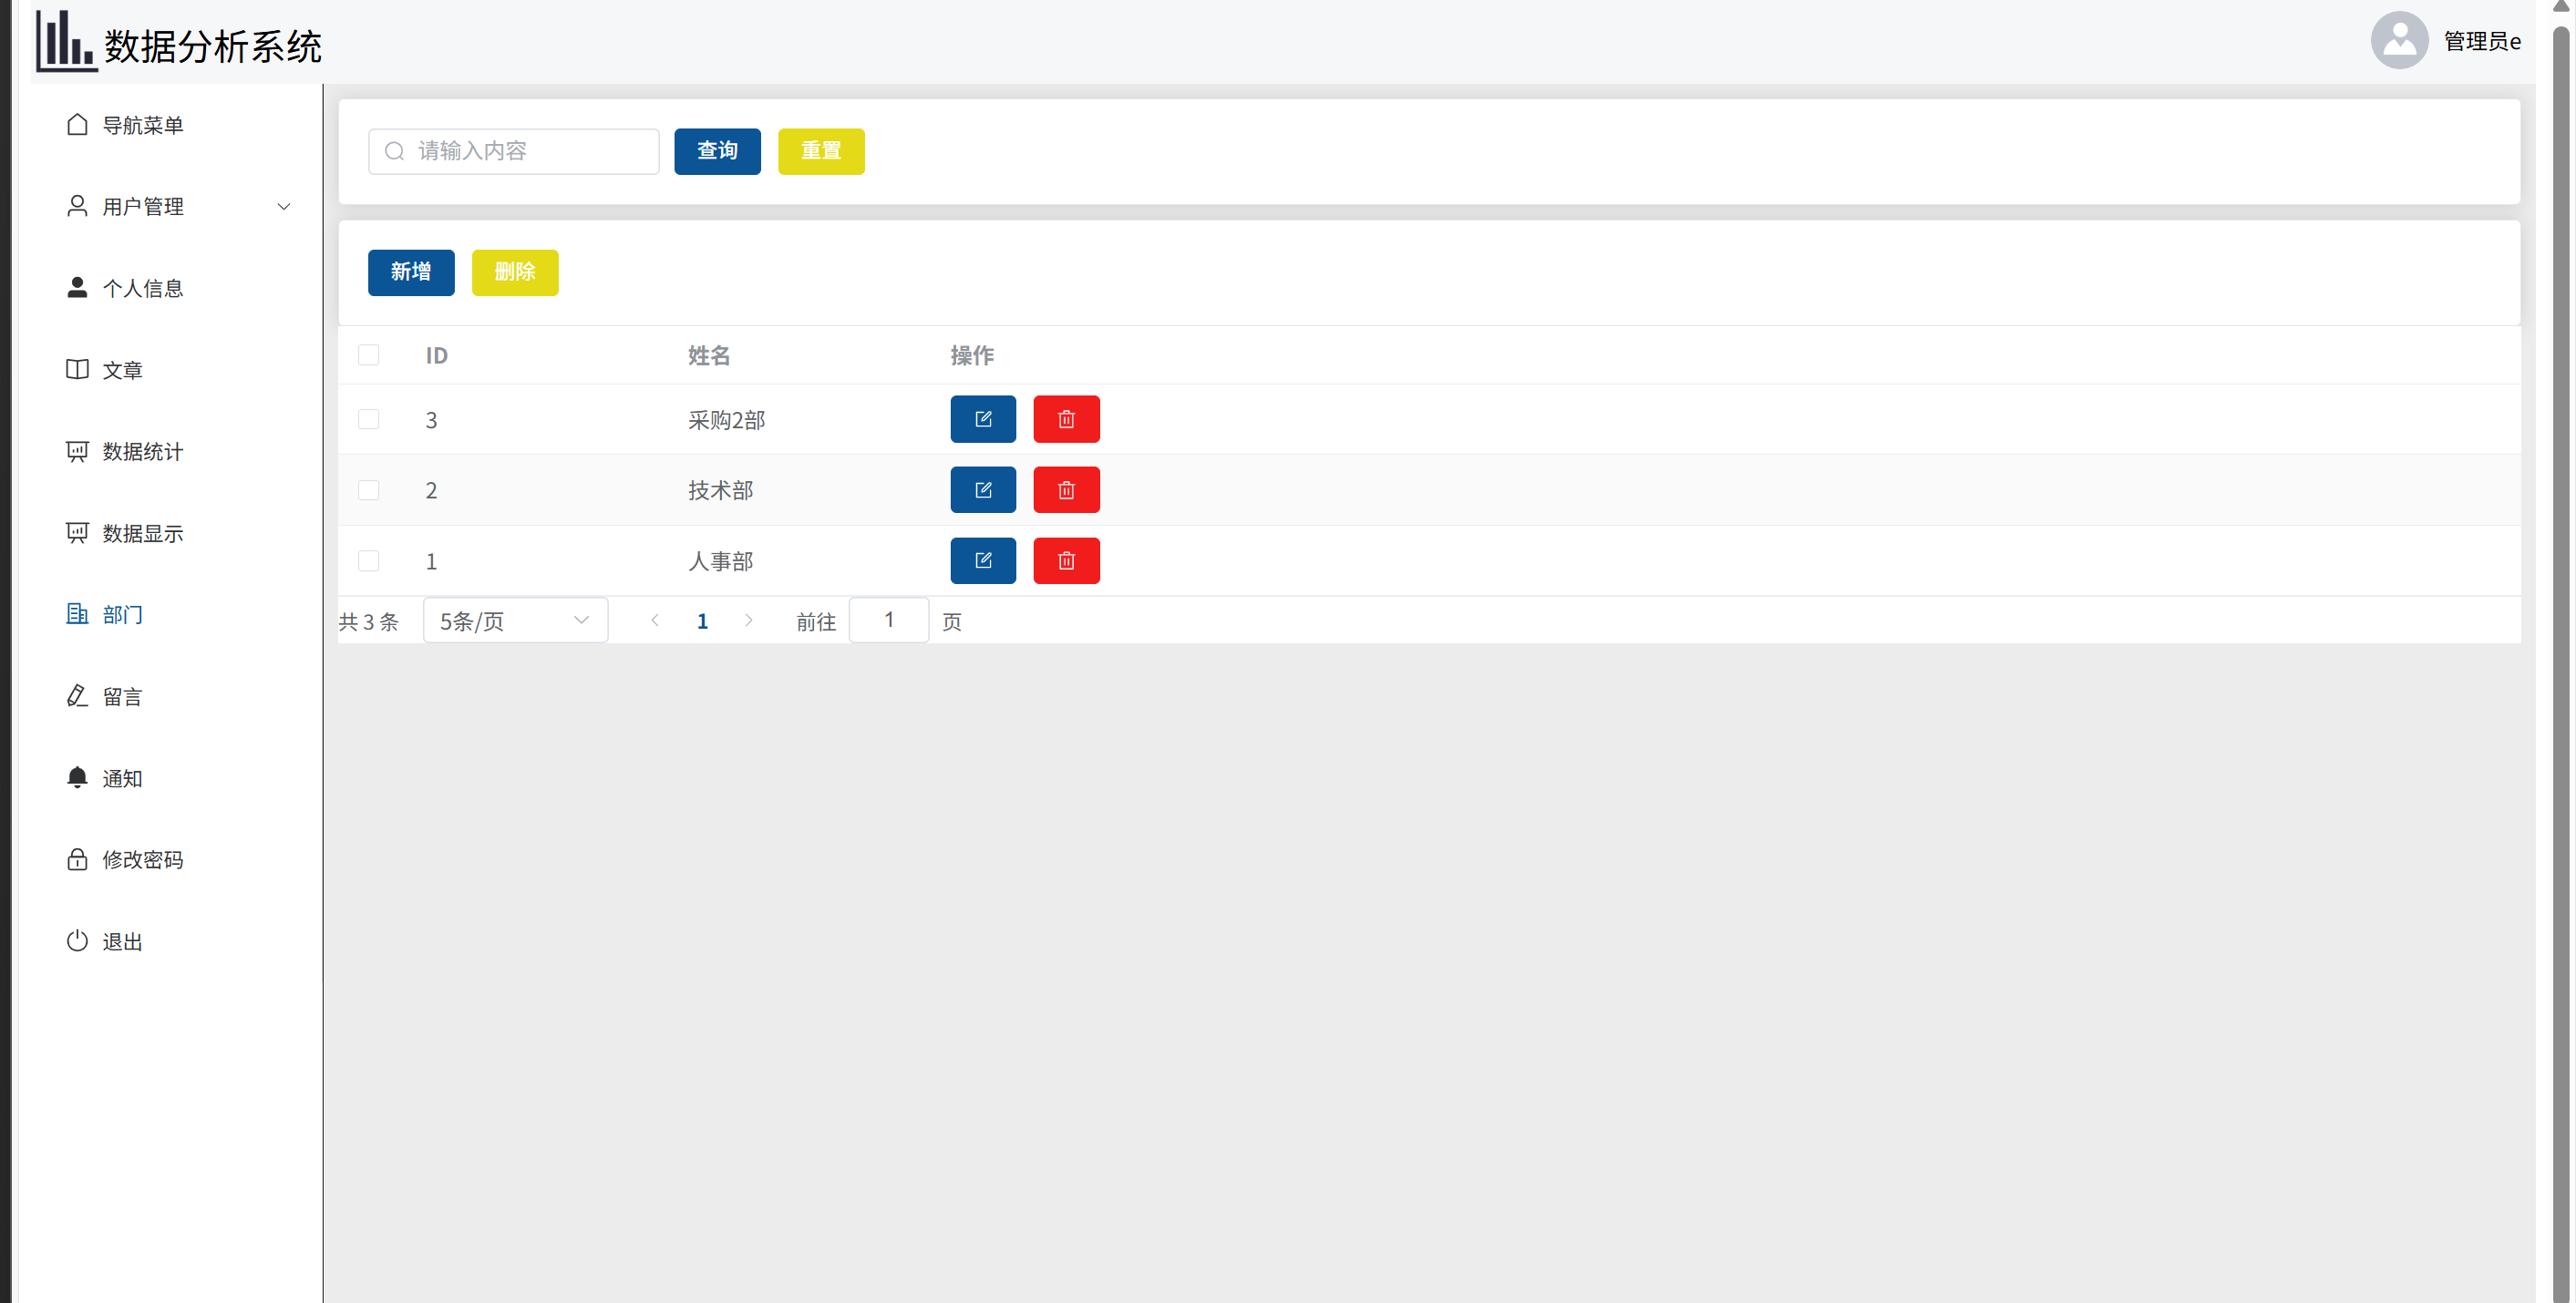 数据分析系统
管理员e
导航菜单
用户管理
个人信息
文章
数据统计
数据显示
部门
留言
通知
修改密码
退出
请输入内容 查询 重置
新增 删除
ID 姓名 操作
3 采购2部
2 技术部
1 人事部
共 3 条 5条/页 1 前往 1 页